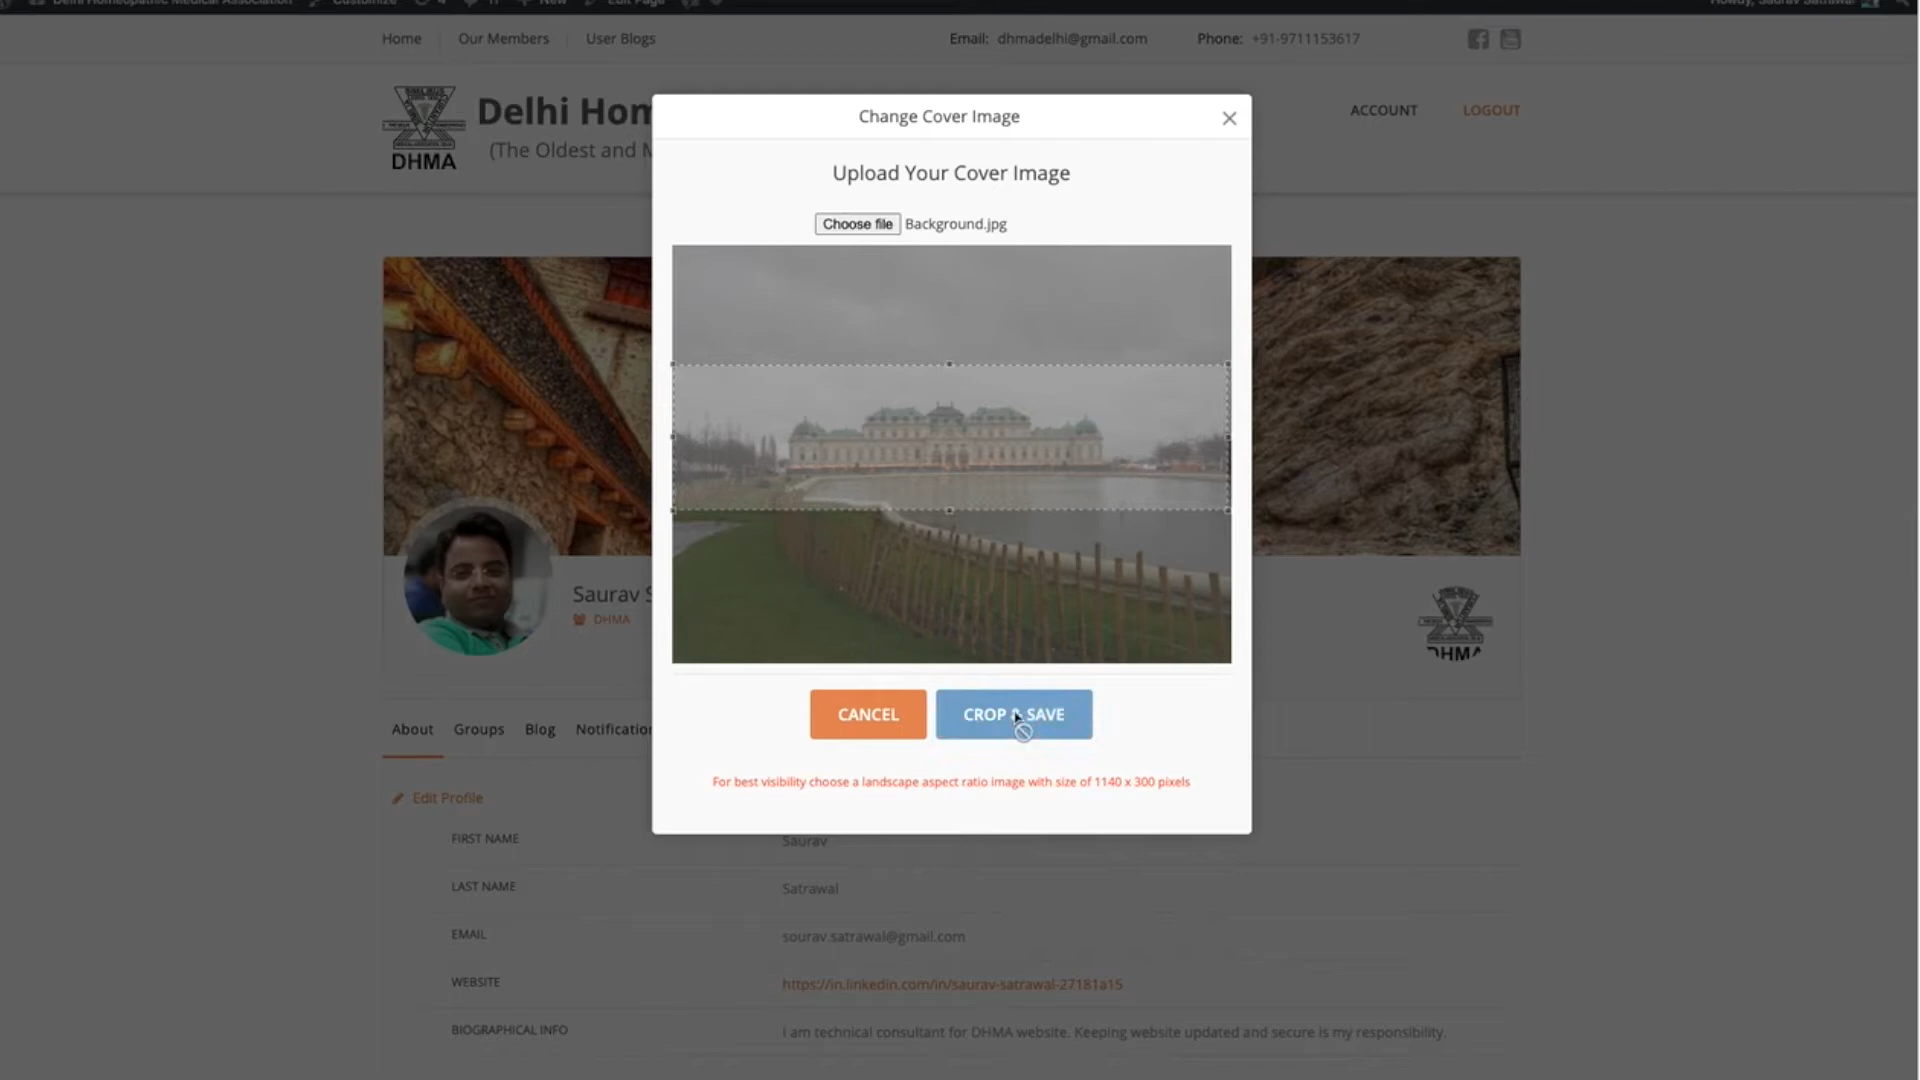 Delhi Homeopathic Medical Association Customize 11 New Edit Page Howdy, Saurav Satrawal
Home Our Members User Blogs Email: dhmadelhi@gmail.com Phone: +91-9711153617
Delhi Hom
(The Oldest and M
DHMA
ACCOUNT LOGOUT
Change Cover Image
Upload Your Cover Image
Choose file Background.jpg
Saurav S
DHMA
DHMA
CANCEL CROP & SAVE
For best visibility choose a landscape aspect ratio image with size of 1140 x 300 pixels
About Groups Blog Notification
Edit Profile
FIRST NAME Saurav
LAST NAME Satrawal
EMAIL sourav.satrawal@gmail.com
WEBSITE https://in.linkedin.com/in/saurav-satrawal-27181a15
BIOGRAPHICAL INFO I am technical consultant for DHMA website. Keeping website updated and secure is my responsibility.